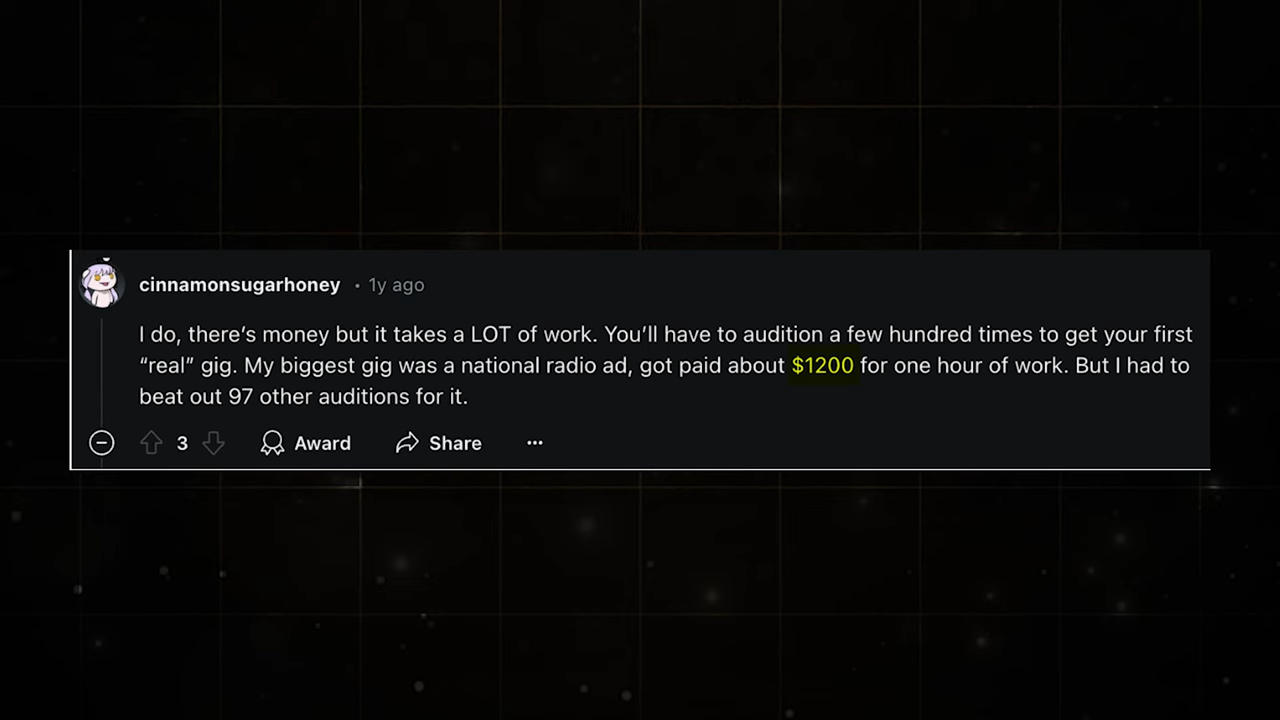 cinnamonsugarhoney • 1y ago
I do, there's money but it takes a LOT of work. You'll have to audition a few hundred times to get your first
“real” gig. My biggest gig was a national radio ad, got paid about $1200 for one hour of work. But I had to
beat out 97 other auditions for it.
3 Award Share ...